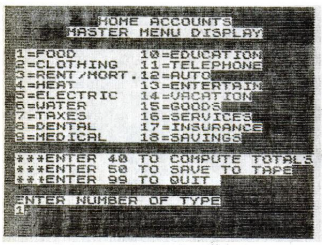 HOME ACCOUNTS
MASTER MENU DISPLAY
1=FOOD 10=EDUCATION
2=CLOTHING 11=TELEPHONE
3=RENT/MORT. 12=AUTO
4=HEAT 13=ENTERTAIN
5=ELECTRIC 14=VACATION
6=WATER 15=GOODS
7=TAXES 16=SERVICES
8=DENTAL 17=INSURANCE
9=MEDICAL 18=SAVINGS
***ENTER 40 TO COMPUTE TOTALS
***ENTER 50 TO SAVE TO TAPE
***ENTER 99 TO QUIT
ENTER NUMBER OF TYPE
1